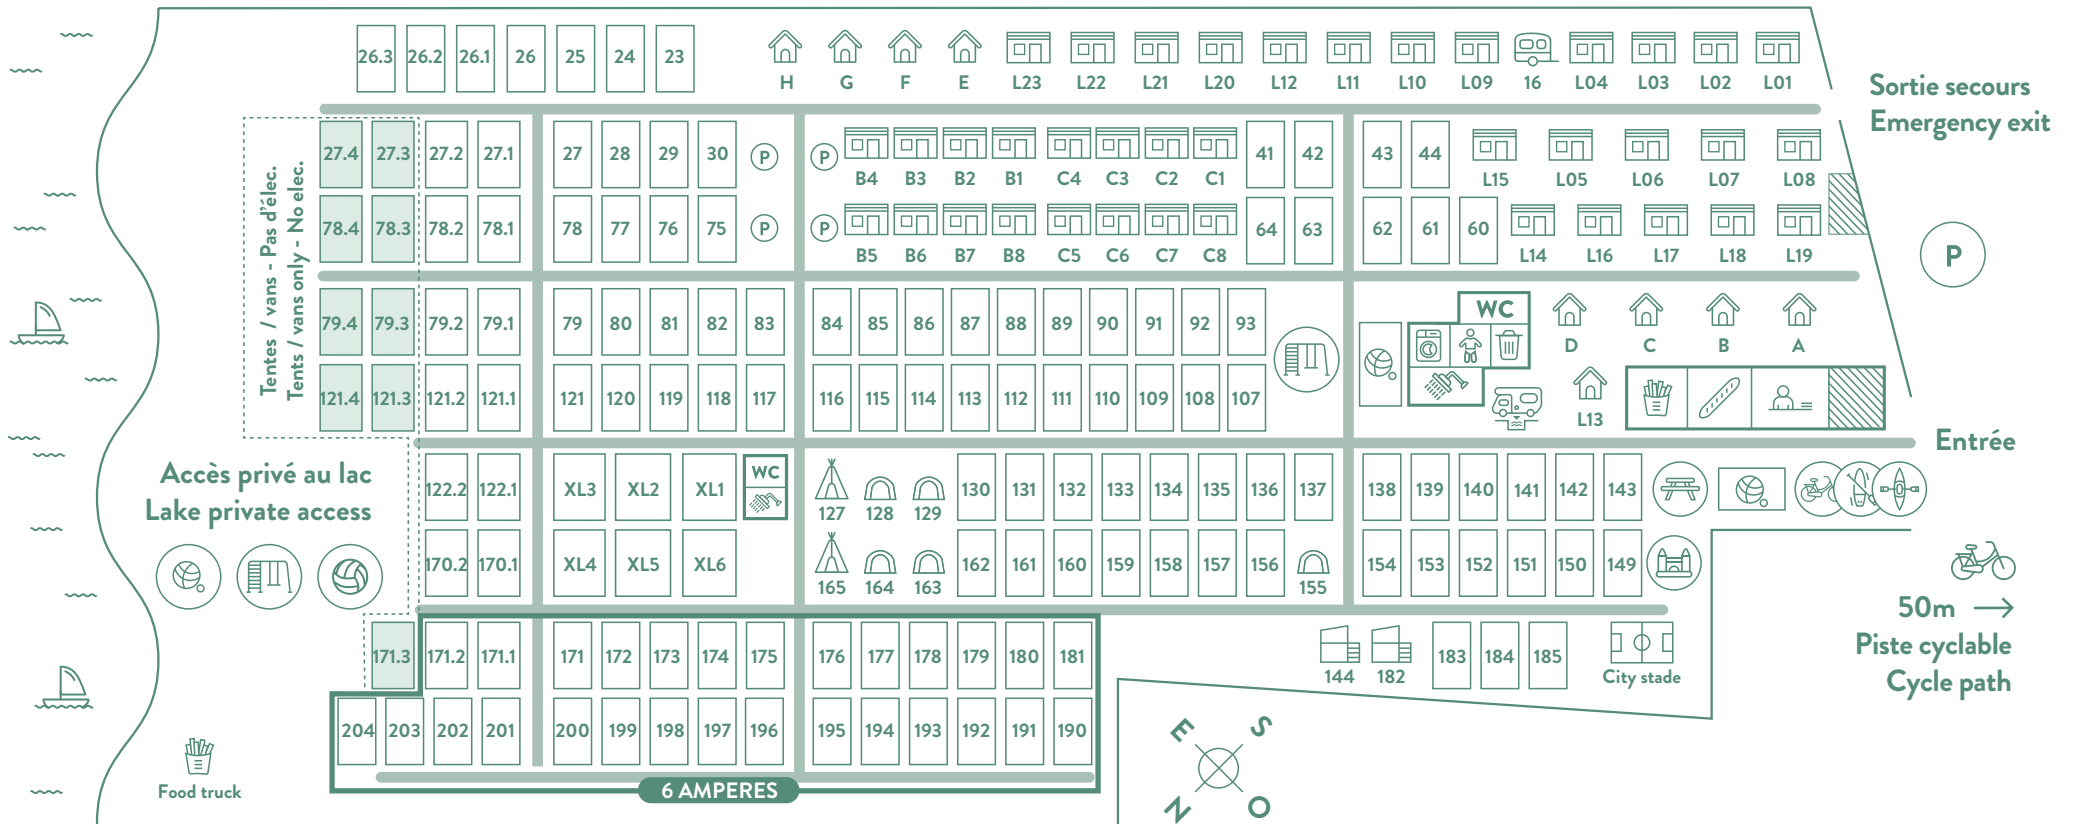 26.3 26.2 26.1 26 25 24 23 H G F E L23 L22 L21 L20 L12 L11 L10 L09 16 L04 L03 L02 L01
Sortie secours
Emergency exit
Tentes / vans - Pas d'élec.
Tents / vans only - No elec.
27.4 27.3 27.2 27.1 27 28 29 30 P P B4 B3 B2 B1 C4 C3 C2 C1 41 42 43 44 L15 L05 L06 L07 L08
78.4 78.3 78.2 78.1 78 77 76 75 P P B5 B6 B7 B8 C5 C6 C7 C8 64 63 62 61 60 L14 L16 L17 L18 L19
P
79.4 79.3 79.2 79.1 79 80 81 82 83 84 85 86 87 88 89 90 91 92 93 WC D C B A
121.4 121.3 121.2 121.1 121 120 119 118 117 116 115 114 113 112 111 110 109 108 107 L13
Entrée
Accès privé au lac
Lake private access
122.2 122.1 XL3 XL2 XL1 WC 127 128 129 130 131 132 133 134 135 136 137 138 139 140 141 142 143
170.2 170.1 XL4 XL5 XL6 165 164 163 162 161 160 159 158 157 156 155 154 153 152 151 150 149
50m
Piste cyclable
Cycle path
171.3 171.2 171.1 171 172 173 174 175 176 177 178 179 180 181 144 182 183 184 185 City stade
204 203 202 201 200 199 198 197 196 195 194 193 192 191 190
Food truck
6 AMPERES
E S
N O